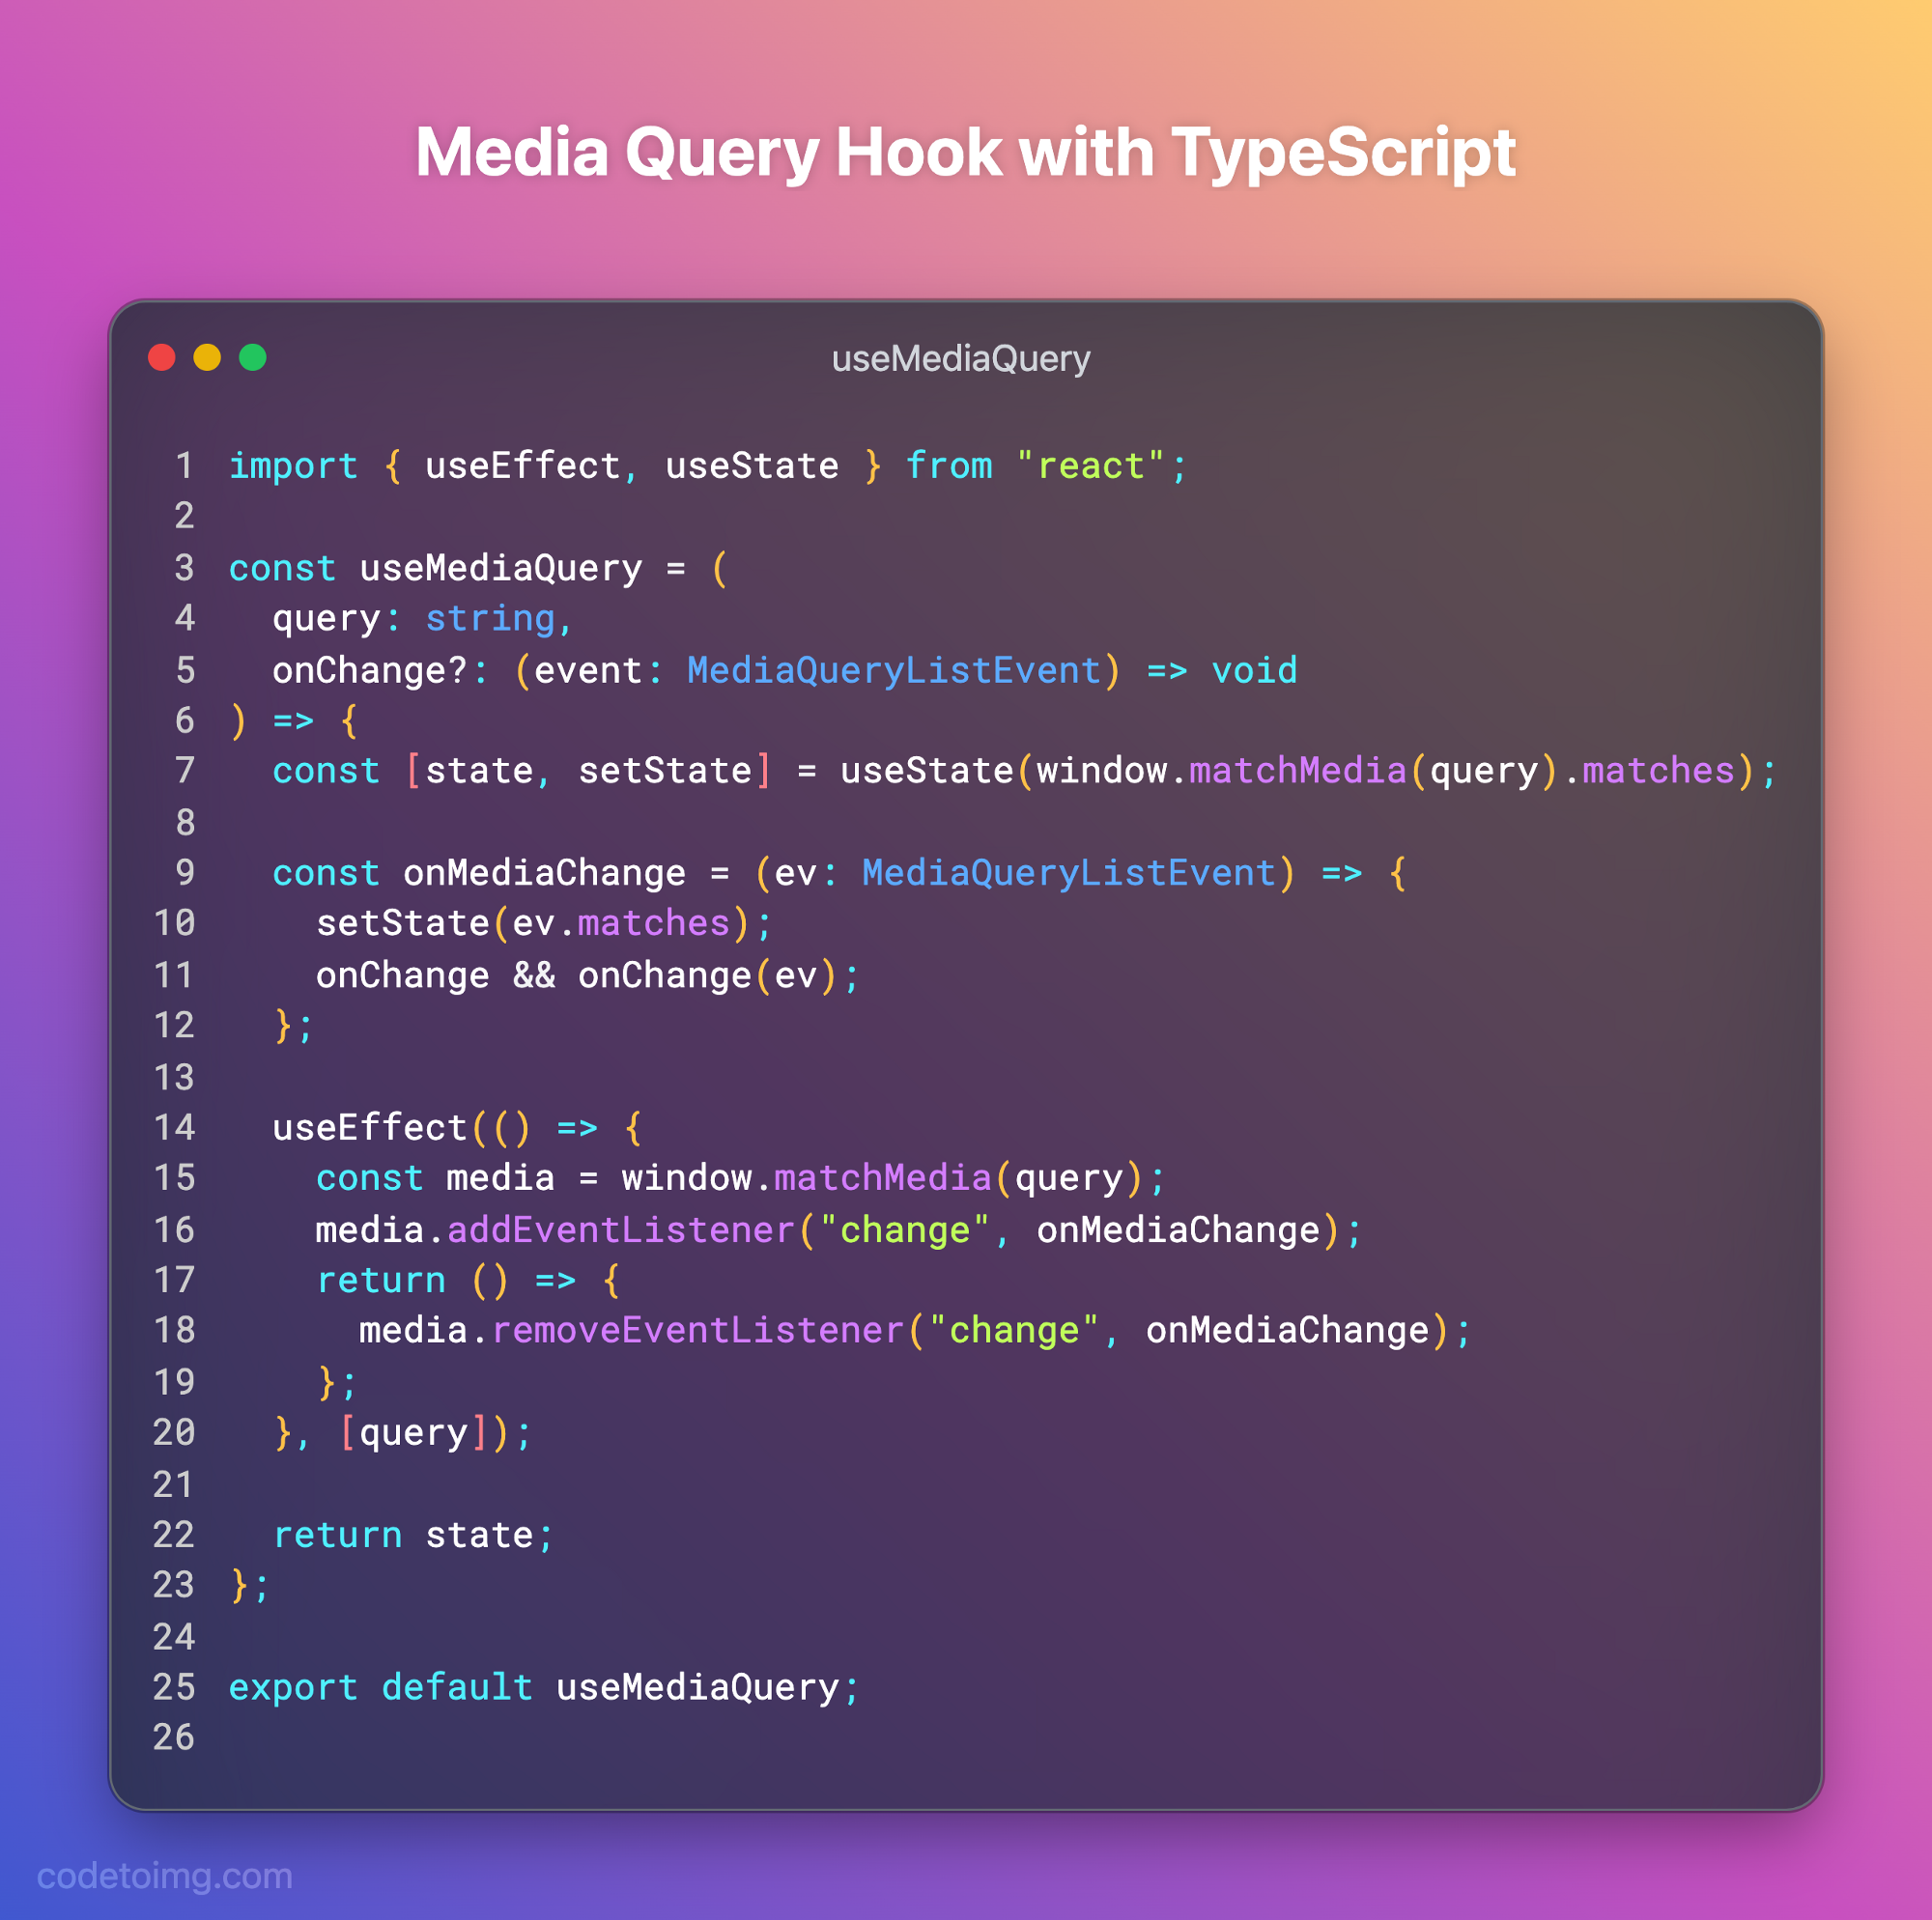 Media Query Hook with TypeScript
useMediaQuery
1 import { useEffect, useState } from "react";
2
3 const useMediaQuery = (
4   query: string,
5   onChange?: (event: MediaQueryListEvent) => void
6 ) => {
7   const [state, setState] = useState(window.matchMedia(query).matches);
8
9   const onMediaChange = (ev: MediaQueryListEvent) => {
10     setState(ev.matches);
11     onChange && onChange(ev);
12   };
13
14   useEffect(() => {
15     const media = window.matchMedia(query);
16     media.addEventListener("change", onMediaChange);
17     return () => {
18       media.removeEventListener("change", onMediaChange);
19     };
20   }, [query]);
21
22   return state;
23 };
24
25 export default useMediaQuery;
26
codetoimg.com